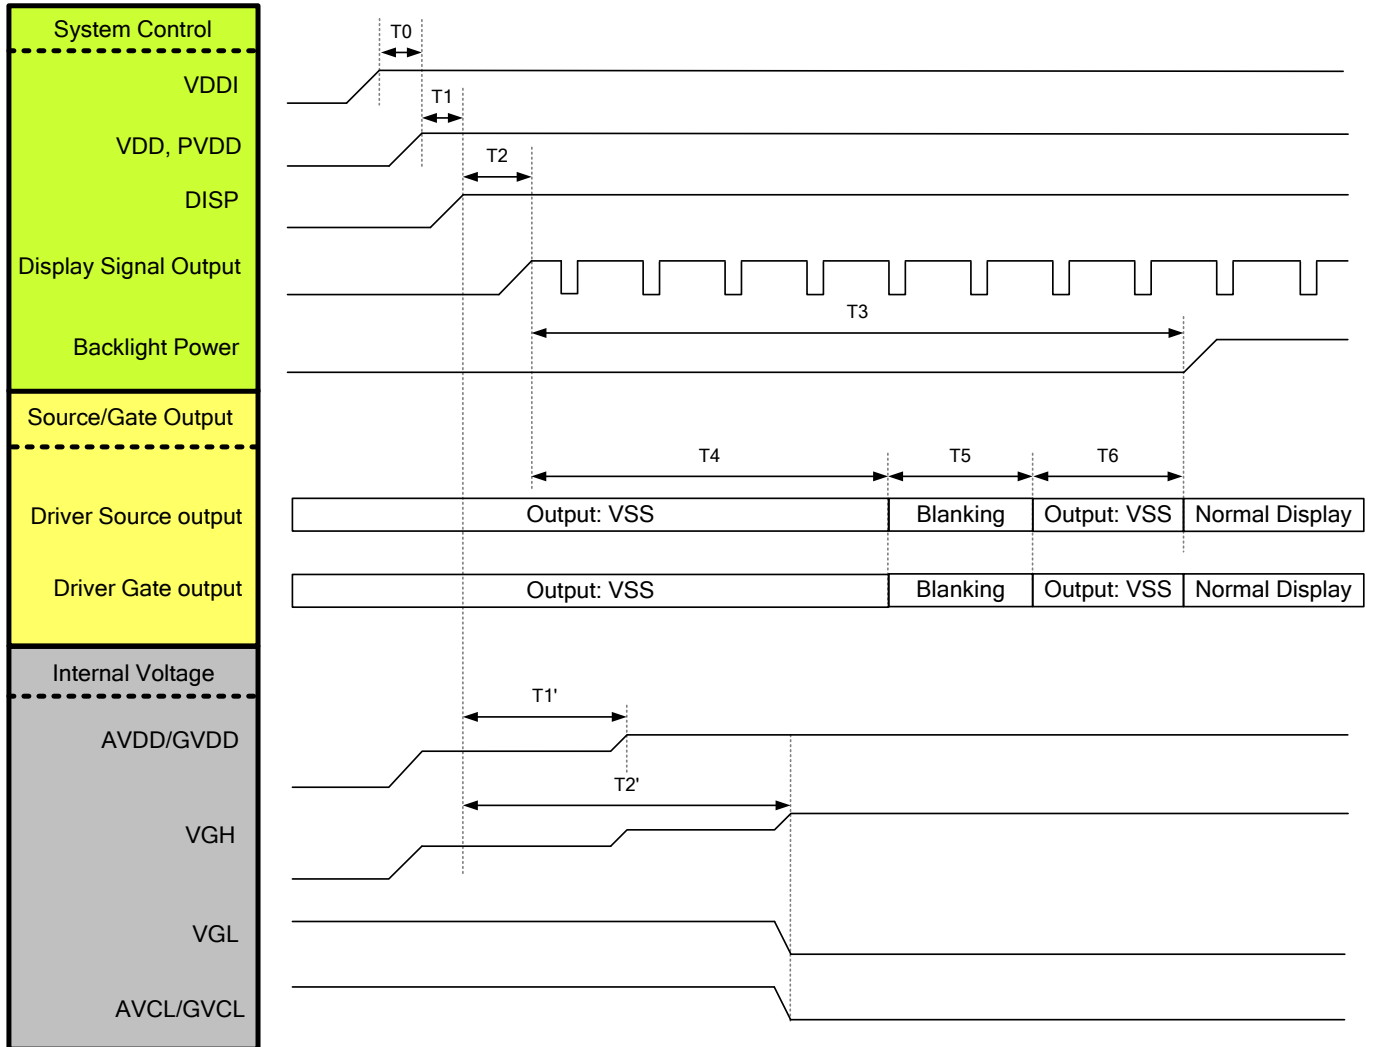 System Control
T0
VDDI
T1
VDD, PVDD
T2
DISP
Display Signal Output
T3
Backlight Power
Source/Gate Output
T4 T5 T6
Driver Source output Output: VSS Blanking Output: VSS Normal Display
Driver Gate output Output: VSS Blanking Output: VSS Normal Display
Internal Voltage
T1'
AVDD/GVDD
T2'
VGH
VGL
AVCL/GVCL